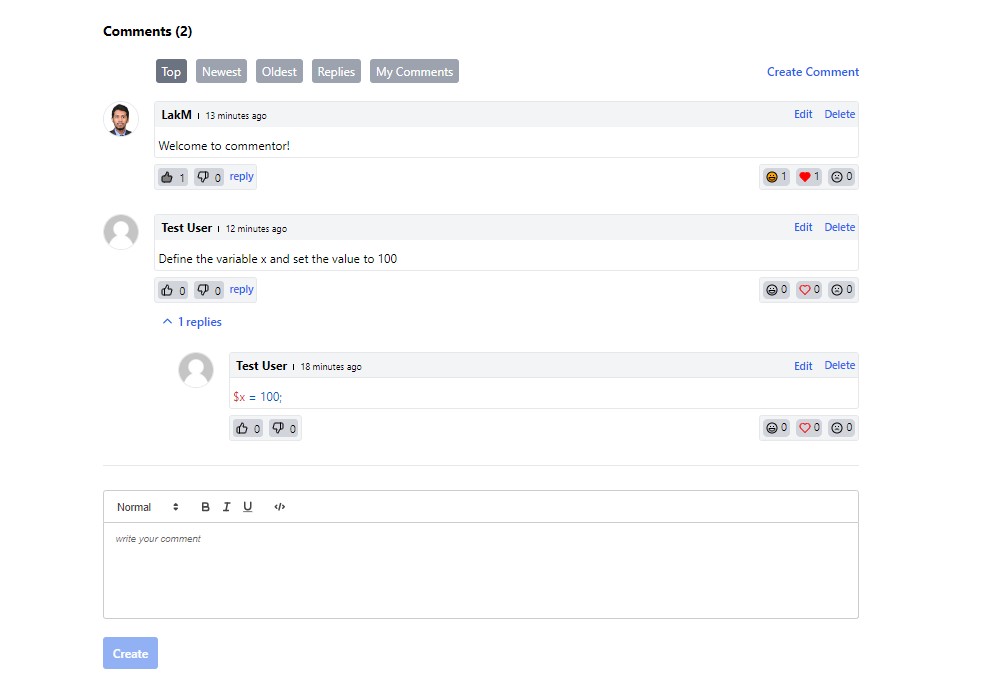 Comments (2)
Top Newest Oldest Replies My Comments Create Comment
LakM | 13 minutes ago Edit Delete
Welcome to commentor!
1 0 reply 1 1 0
Test User | 12 minutes ago Edit Delete
Define the variable x and set the value to 100
0 0 reply 0 0 0
1 replies
Test User | 18 minutes ago Edit Delete
$x = 100;
0 0 0 0 0
Normal B I U </>
write your comment
Create